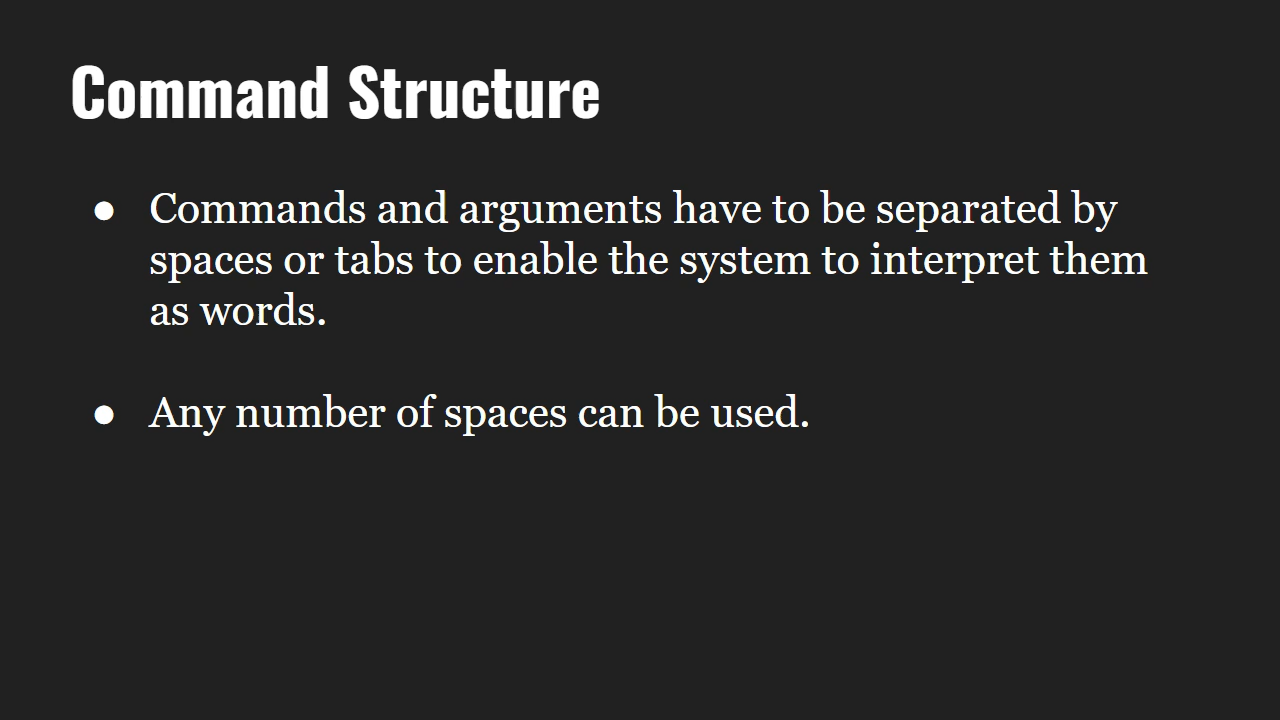 Command Structure
● Commands and arguments have to be separated by
spaces or tabs to enable the system to interpret them
as words.
● Any number of spaces can be used.